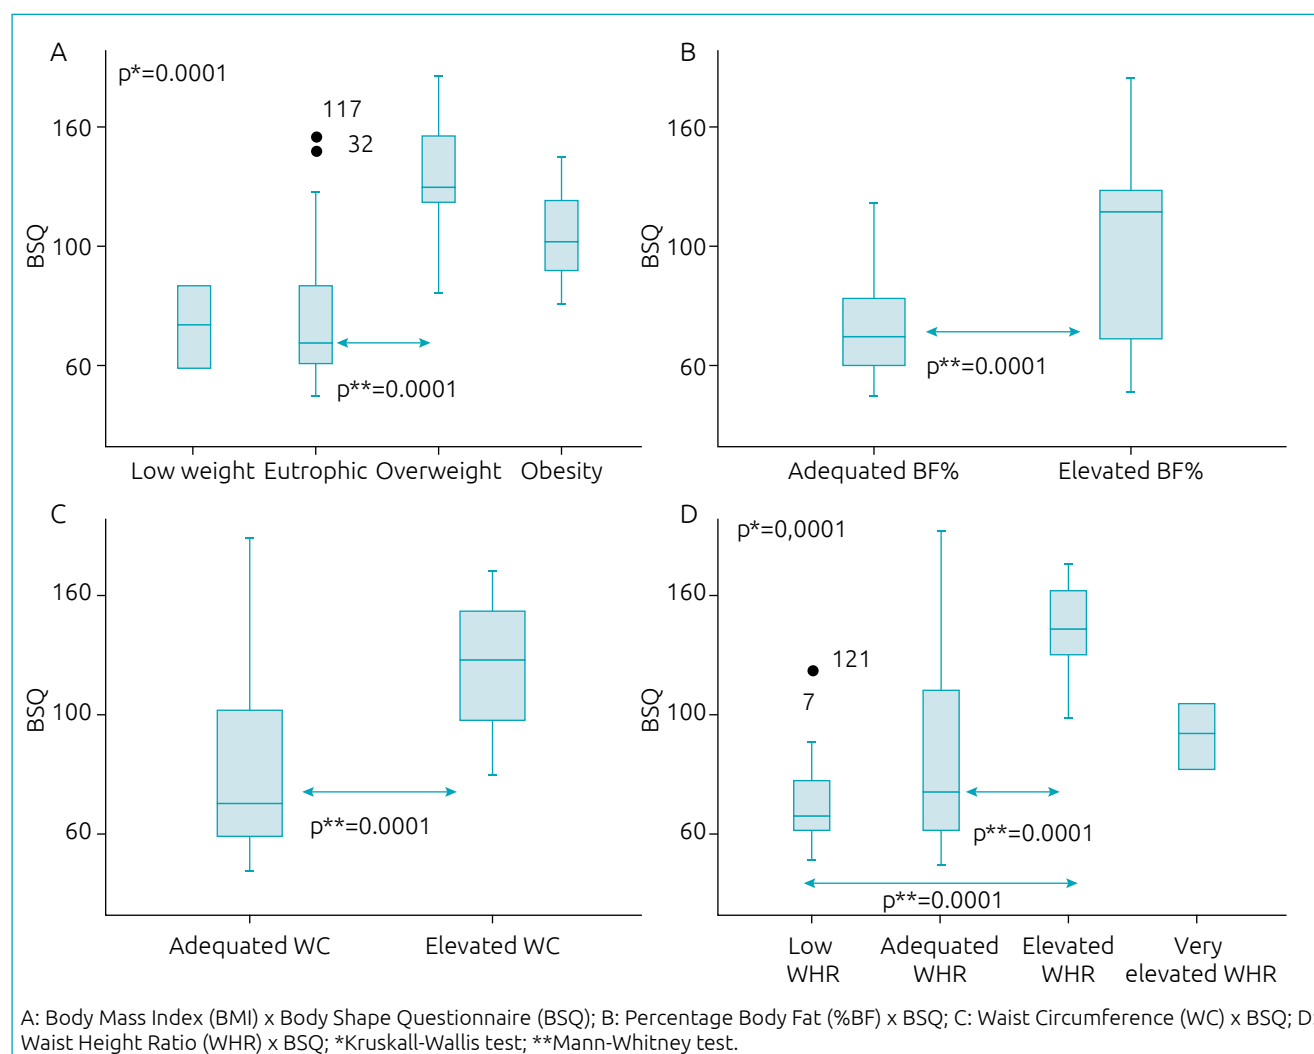 A
p*=0.0001
117
32
160
100
60
BSQ
p**=0.0001
Low weight Eutrophic Overweight Obesity
B
160
100
60
BSQ
p**=0.0001
Adequated BF% Elevated BF%
C
160
100
60
BSQ
p**=0.0001
Adequated WC Elevated WC
D
p*=0,0001
121
7
160
100
60
BSQ
p**=0.0001
p**=0.0001
Low WHR
Adequated WHR
Elevated WHR
Very elevated WHR
A: Body Mass Index (BMI) x Body Shape Questionnaire (BSQ); B: Percentage Body Fat (%BF) x BSQ; C: Waist Circumference (WC) x BSQ; D:
Waist Height Ratio (WHR) x BSQ; *Kruskall-Wallis test; **Mann-Whitney test.